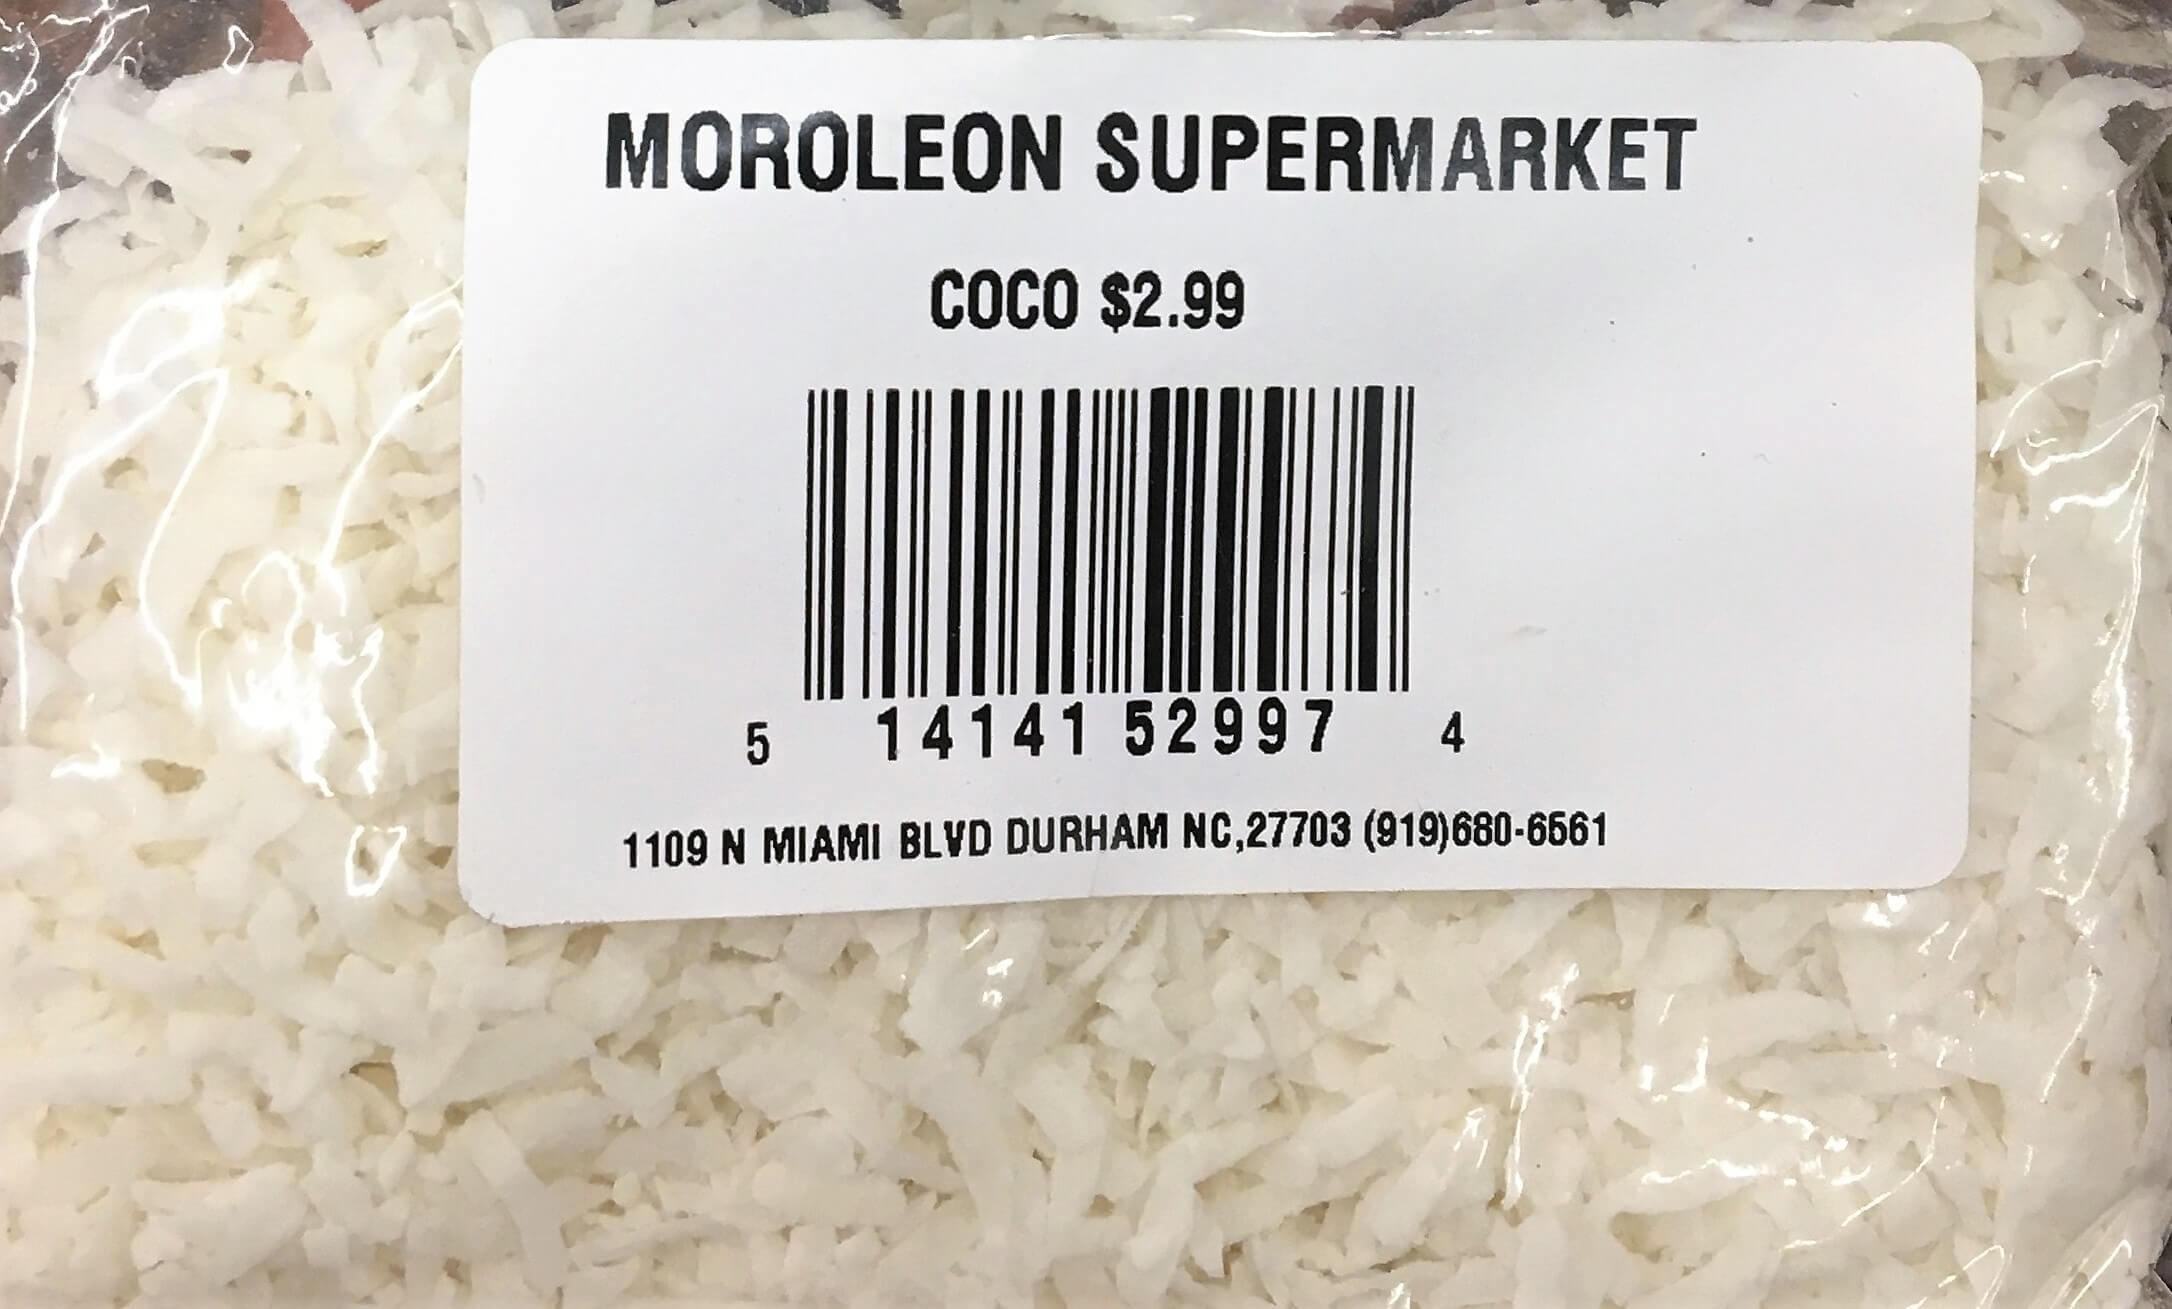 MOROLEON SUPERMARKET
COCO $2.99
5 14141 52997 4
1109 N MIAMI BLVD DURHAM NC,27703 (919)680-6561